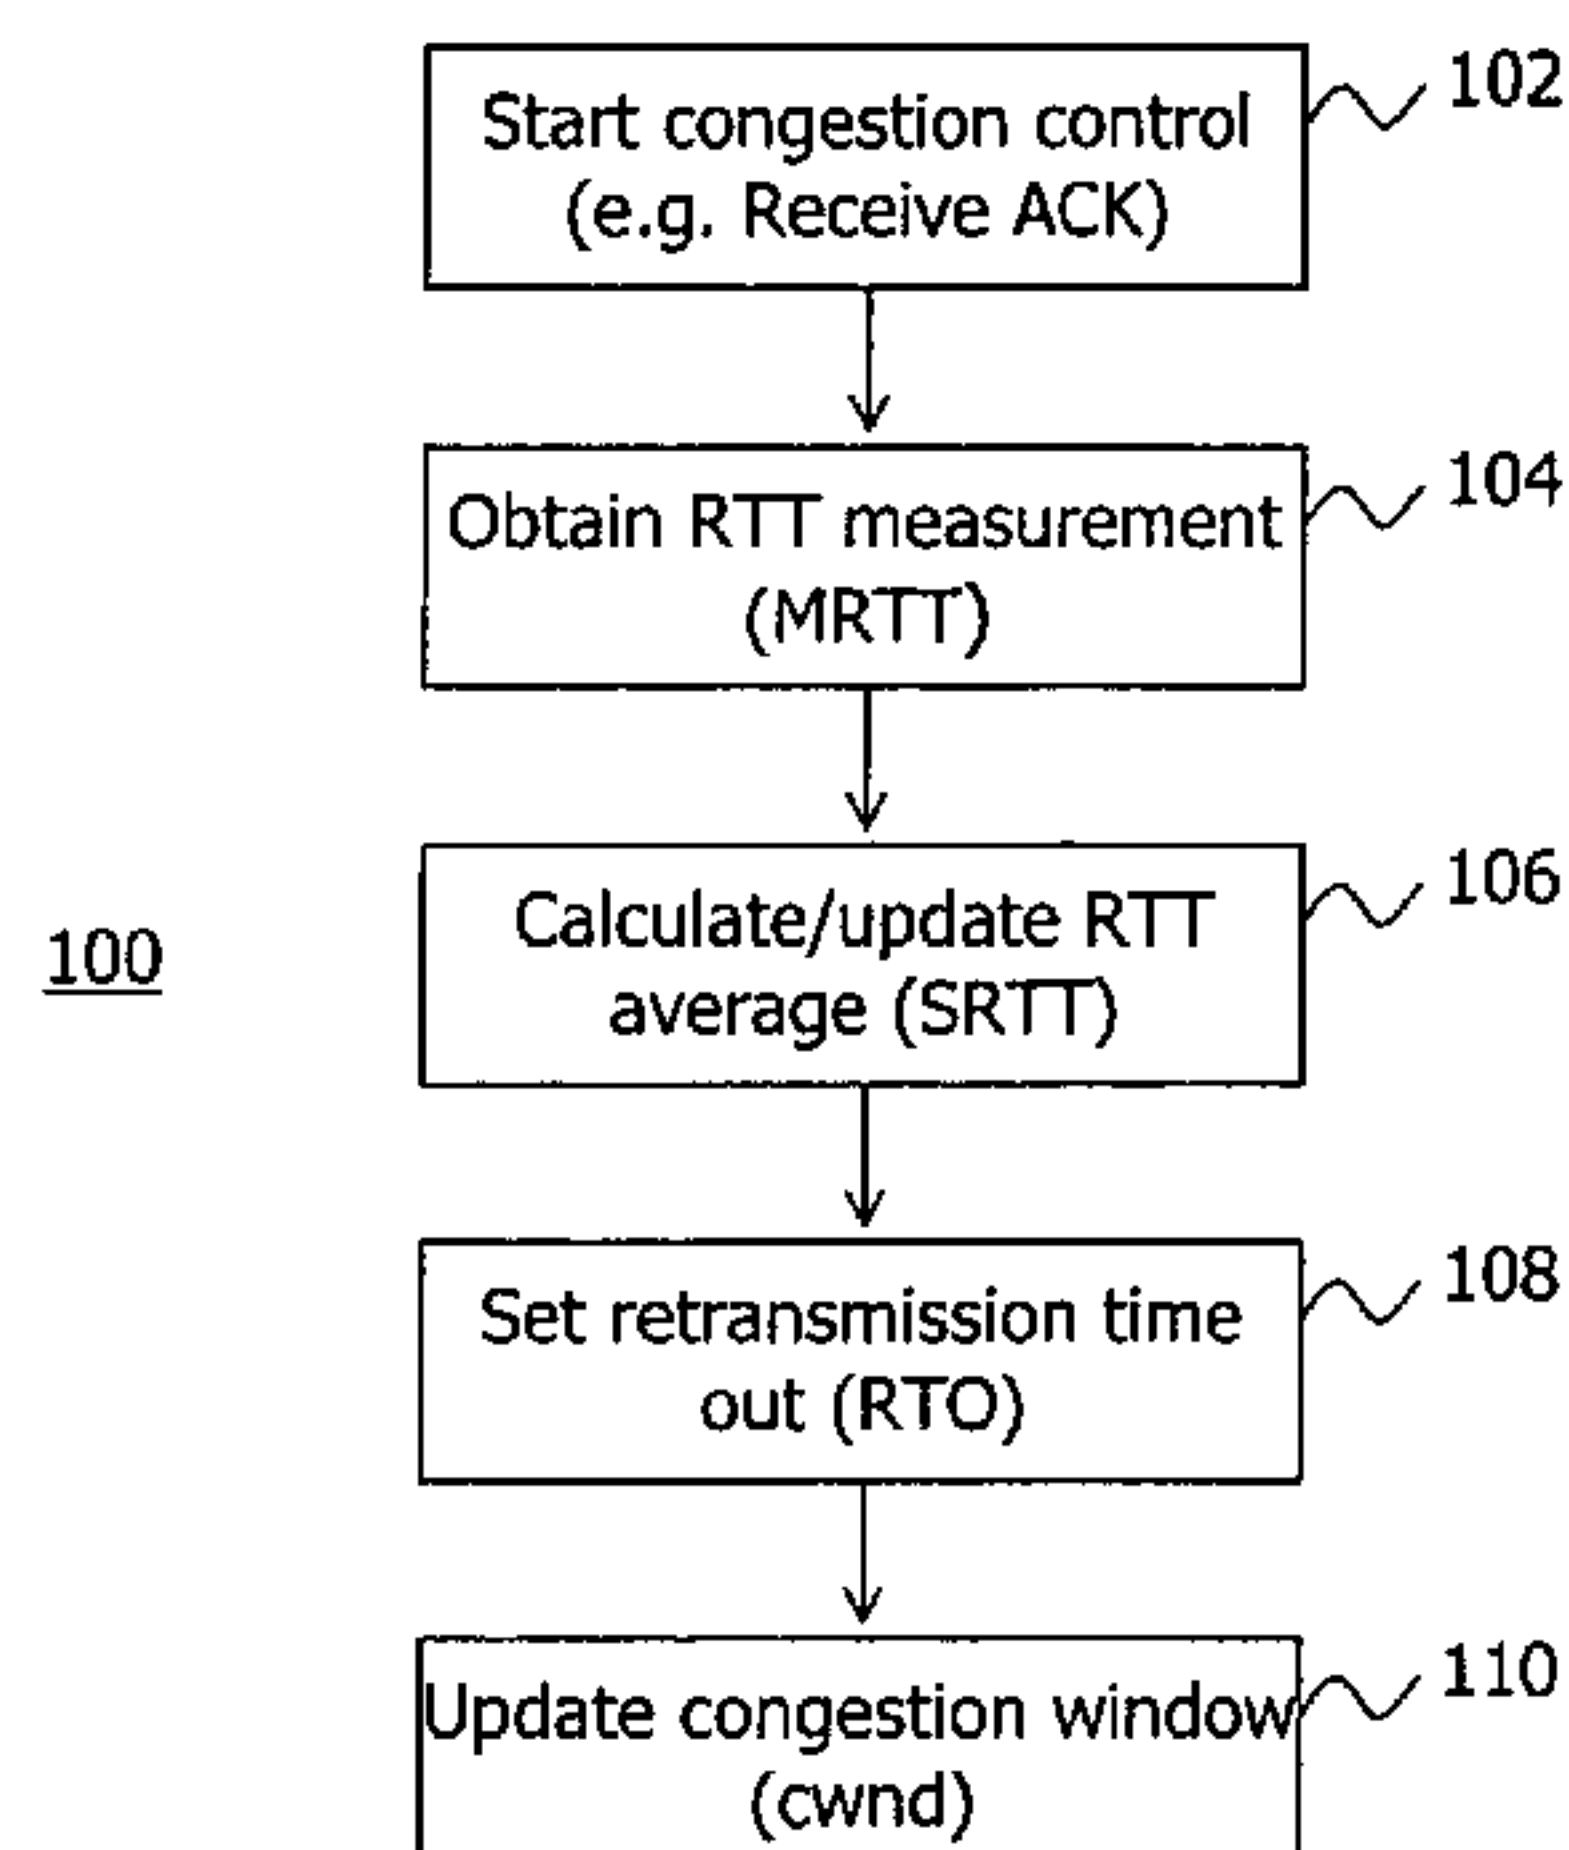 Start congestion control
(e.g. Receive ACK)
102
Obtain RTT measurement
(MRTT)
104
Calculate/update RTT
average (SRTT)
106
100
Set retransmission time
out (RTO)
108
Update congestion window
(cwnd)
110